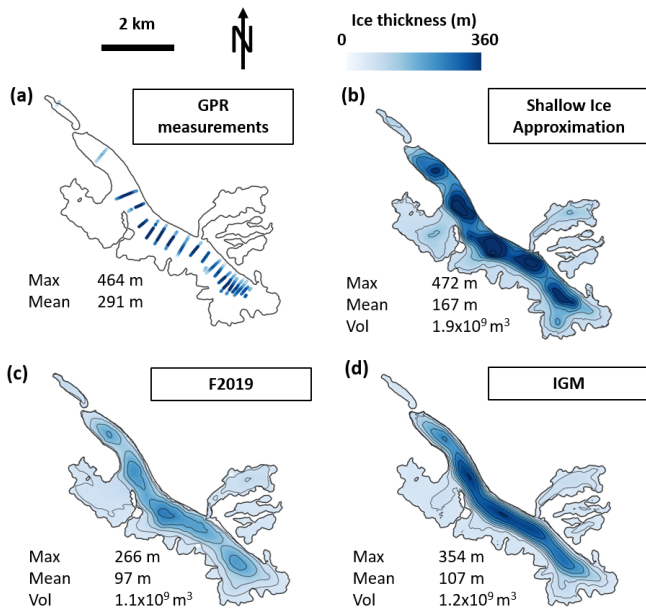 2 km
N
Ice thickness (m)
0 360
(a)
GPR
measurements
Max 464 m
Mean 291 m
(b)
Shallow Ice
Approximation
Max 472 m
Mean 167 m
Vol 1.9x10⁹ m³
(c)
F2019
Max 266 m
Mean 97 m
Vol 1.1x10⁹ m³
(d)
IGM
Max 354 m
Mean 107 m
Vol 1.2x10⁹ m³